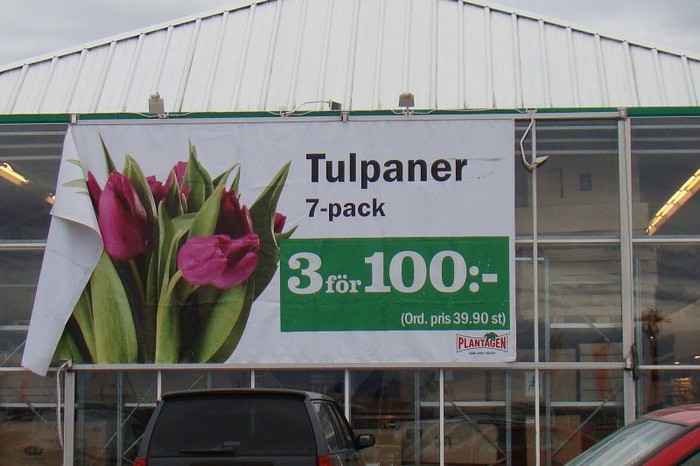 Tulpaner
7-pack
3 för 100:-
(Ord. pris 39.90 st)
PLANTAGEN